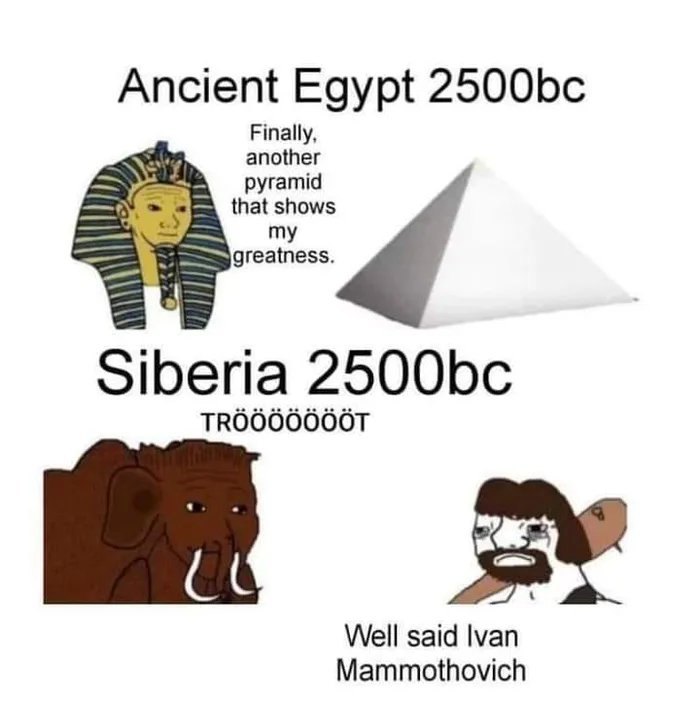 Ancient Egypt 2500bc
Finally,
another
pyramid
that shows
my
greatness.
Siberia 2500bc
TRÖÖÖÖÖÖÖT
Well said Ivan
Mammothovich